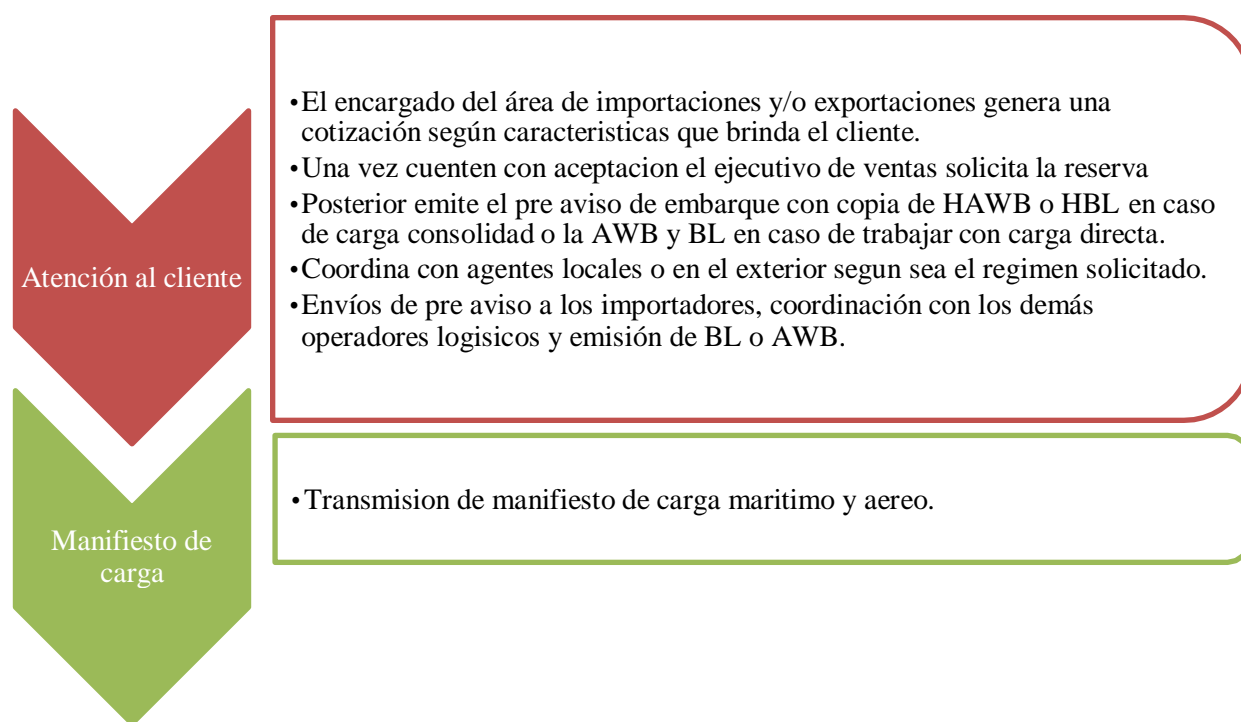 Atención al cliente
•El encargado del área de importaciones y/o exportaciones genera una
cotización según caracteristicas que brinda el cliente.
•Una vez cuenten con aceptacion el ejecutivo de ventas solicita la reserva
•Posterior emite el pre aviso de embarque con copia de HAWB o HBL en caso
de carga consolidad o la AWB y BL en caso de trabajar con carga directa.
•Coordina con agentes locales o en el exterior segun sea el regimen solicitado.
•Envíos de pre aviso a los importadores, coordinación con los demás
operadores logisicos y emisión de BL o AWB.
Manifiesto de
carga
•Transmision de manifiesto de carga maritimo y aereo.